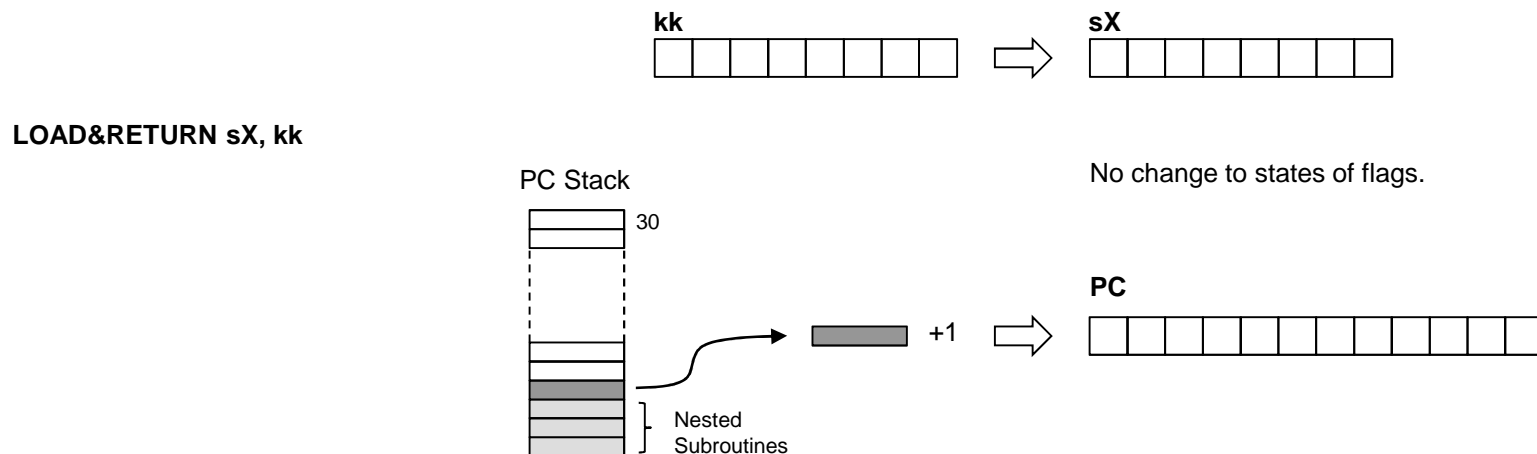 kk
sX
LOAD&RETURN sX, kk
PC Stack
No change to states of flags.
30
PC
+1
Nested
Subroutines